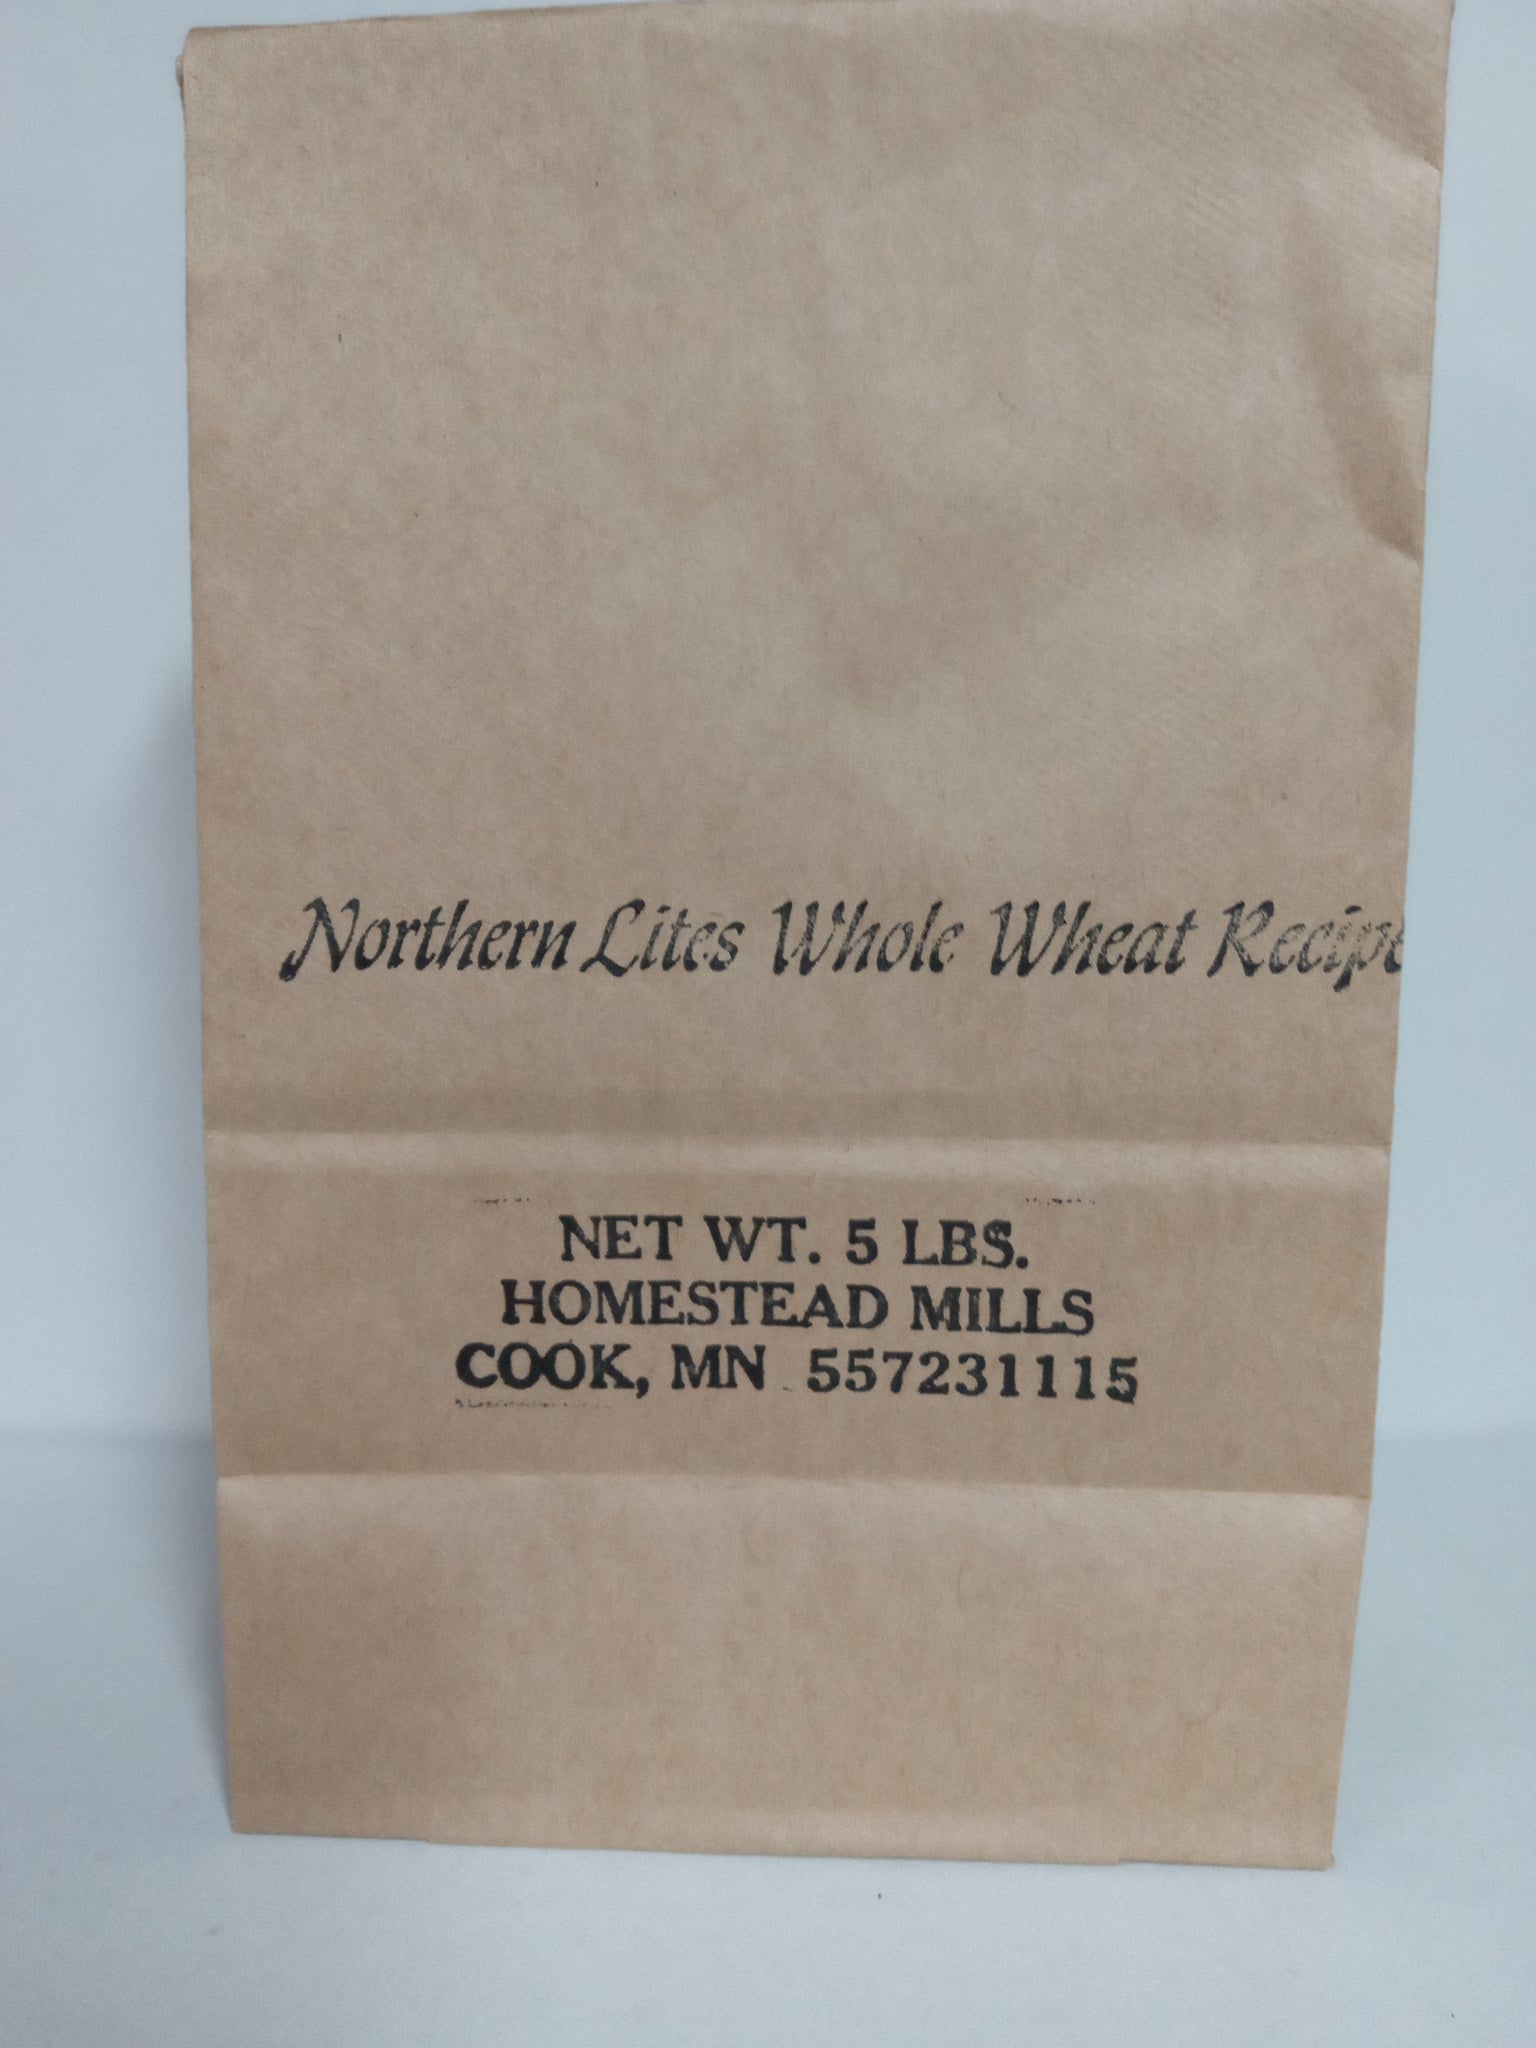 Northern Lites Whole Wheat Recipe
NET WT. 5 LBS.
HOMESTEAD MILLS
COOK, MN 557231115